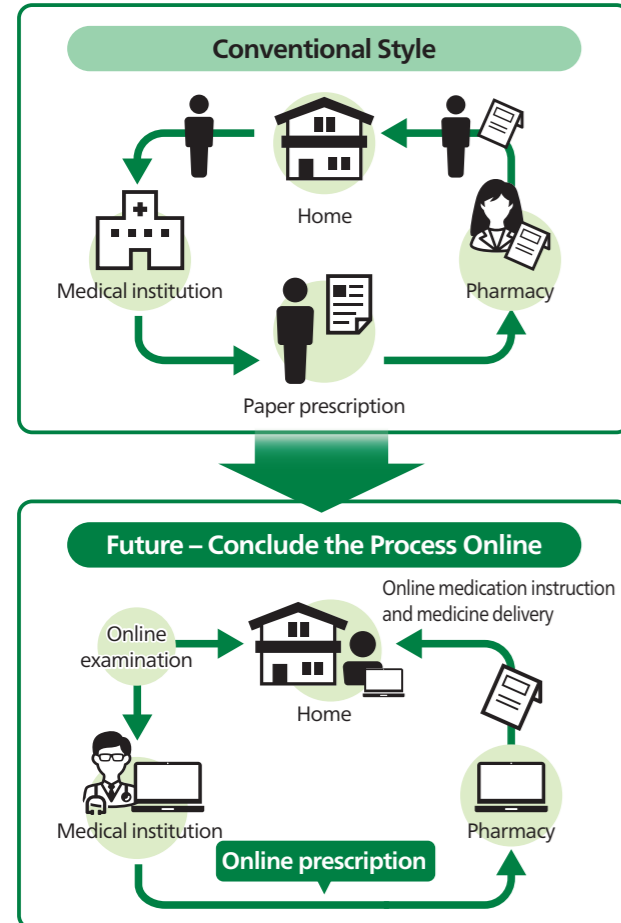 Conventional Style
Home
Medical institution
Pharmacy
Paper prescription
Future – Conclude the Process Online
Online medication instruction
and medicine delivery
Online
examination
Home
Medical institution
Pharmacy
Online prescription